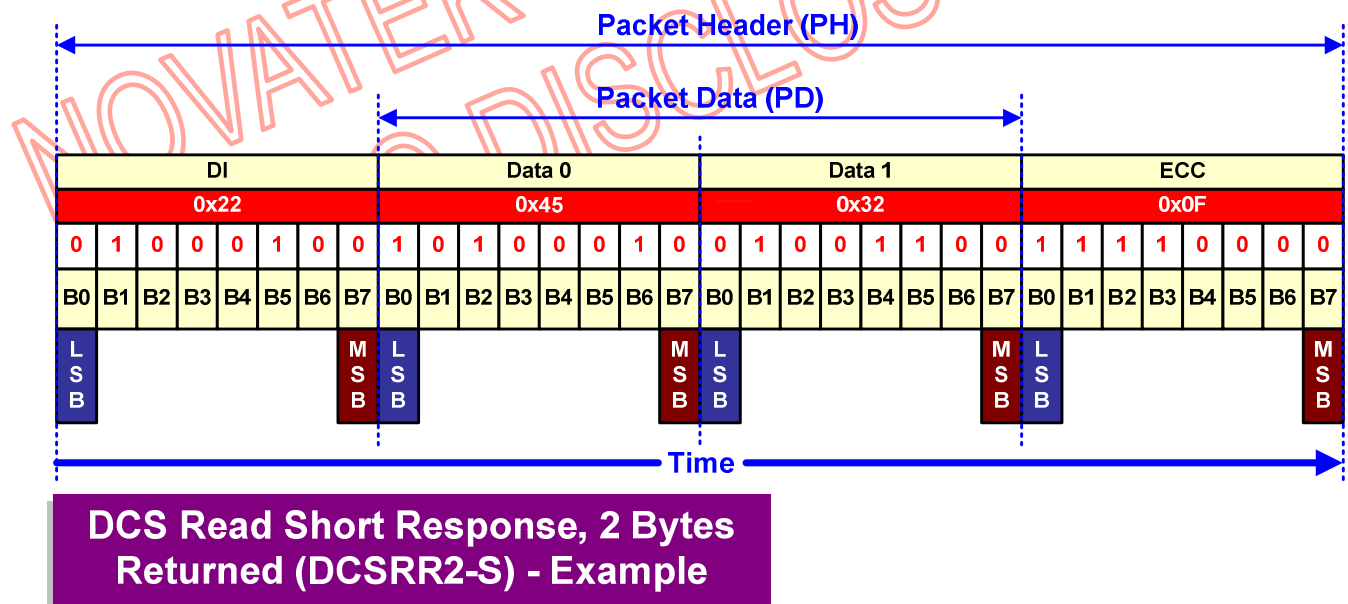 Packet Header (PH)
Packet Data (PD)
DI Data 0 Data 1 ECC
0x22 0x45 0x32 0x0F
0 1 0 0 0 1 0 0 1 0 1 0 0 0 1 0 0 1 0 0 1 1 0 0 1 1 1 1 0 0 0 0
B0 B1 B2 B3 B4 B5 B6 B7 B0 B1 B2 B3 B4 B5 B6 B7 B0 B1 B2 B3 B4 B5 B6 B7 B0 B1 B2 B3 B4 B5 B6 B7
LSB MSB LSB MSB LSB MSB LSB MSB
Time
DCS Read Short Response, 2 Bytes
Returned (DCSRR2-S) - Example